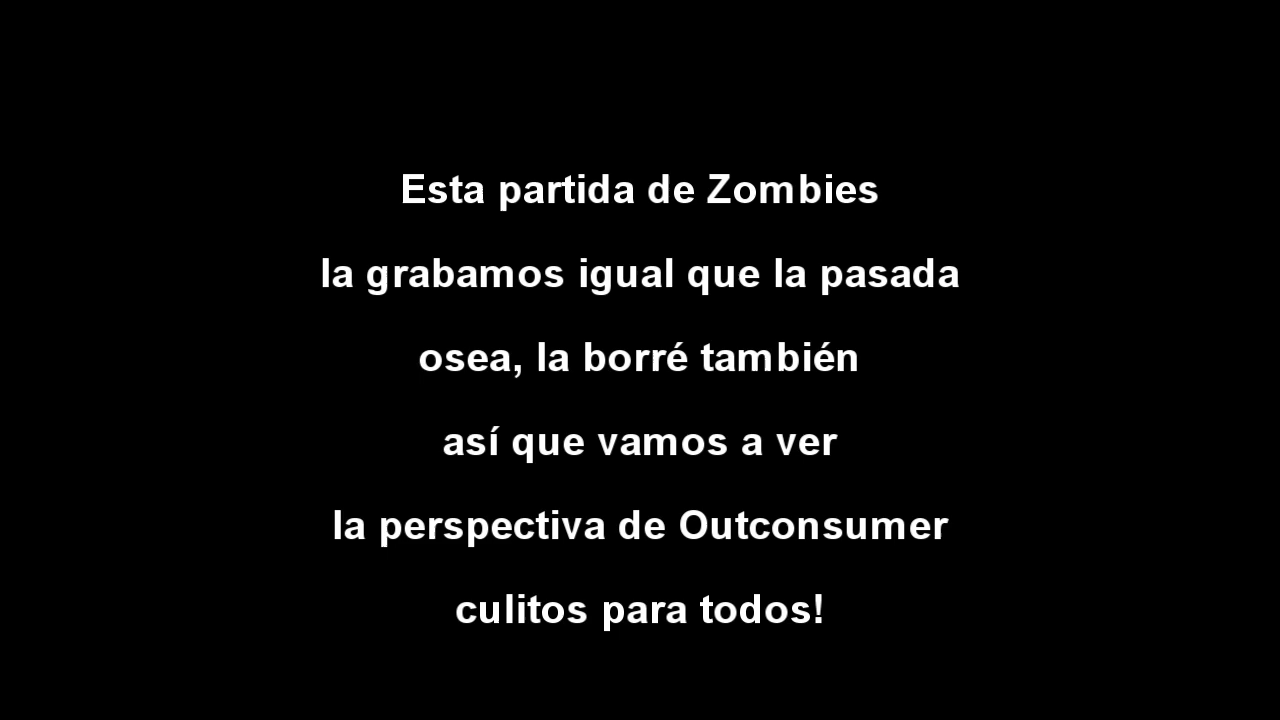 Esta partida de Zombies
la grabamos igual que la pasada
osea, la borré también
así que vamos a ver
la perspectiva de Outconsumer
culitos para todos!